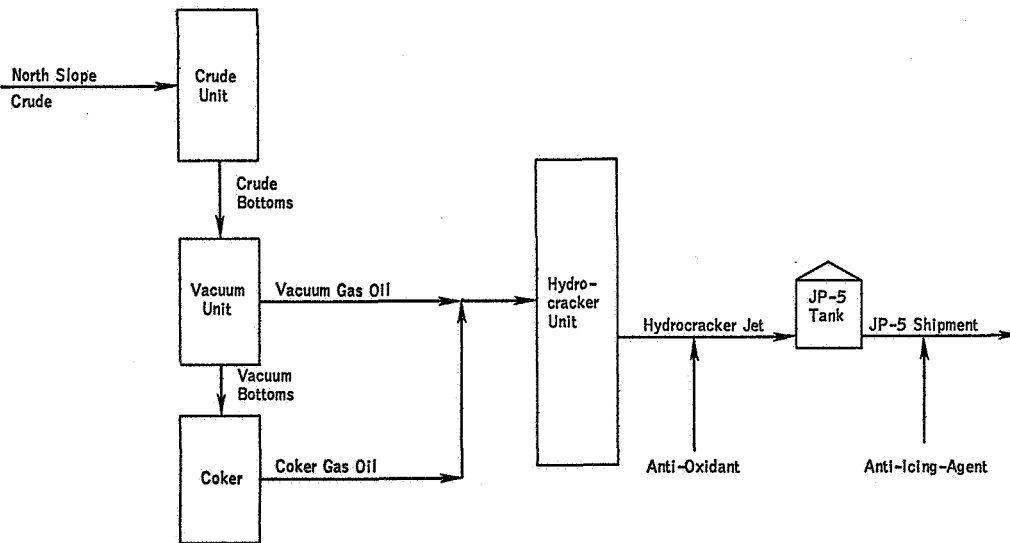 North Slope
Crude
Crude
Unit
Crude
Bottoms
Vacuum
Unit
Vacuum Gas Oil
Vacuum
Bottoms
Coker
Coker Gas Oil
Hydro-
cracker
Unit
Hydrocracker Jet
Anti-Oxidant
JP-5
Tank
JP-5 Shipment
Anti-Icing-Agent